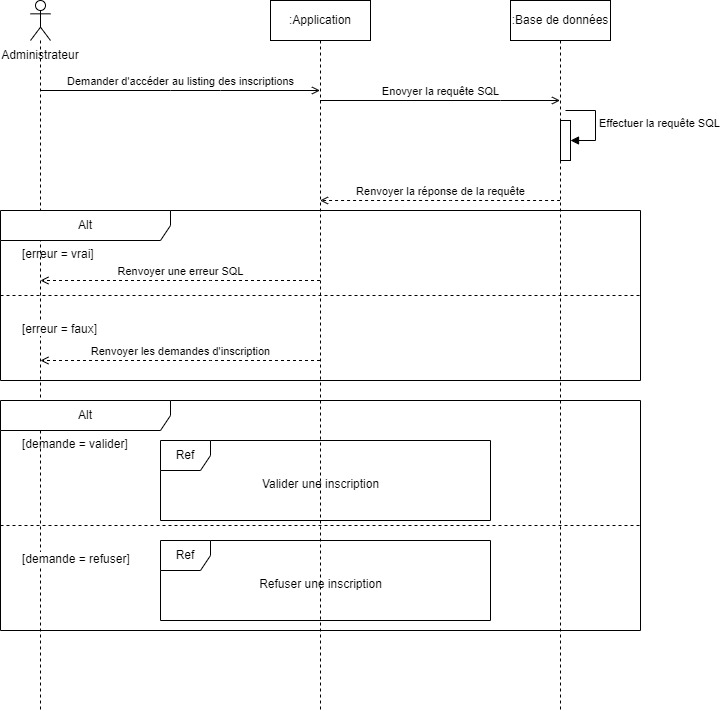 :Application
:Base de données
Administrateur
Demander d'accéder au listing des inscriptions
Enovyer la requête SQL
Effectuer la requête SQL
Renvoyer la réponse de la requête
Alt
[erreur = vrai]
Renvoyer une erreur SQL
[erreur = faux]
Renvoyer les demandes d'inscription
Alt
[demande = valider]
Ref
Valider une inscription
[demande = refuser]
Ref
Refuser une inscription